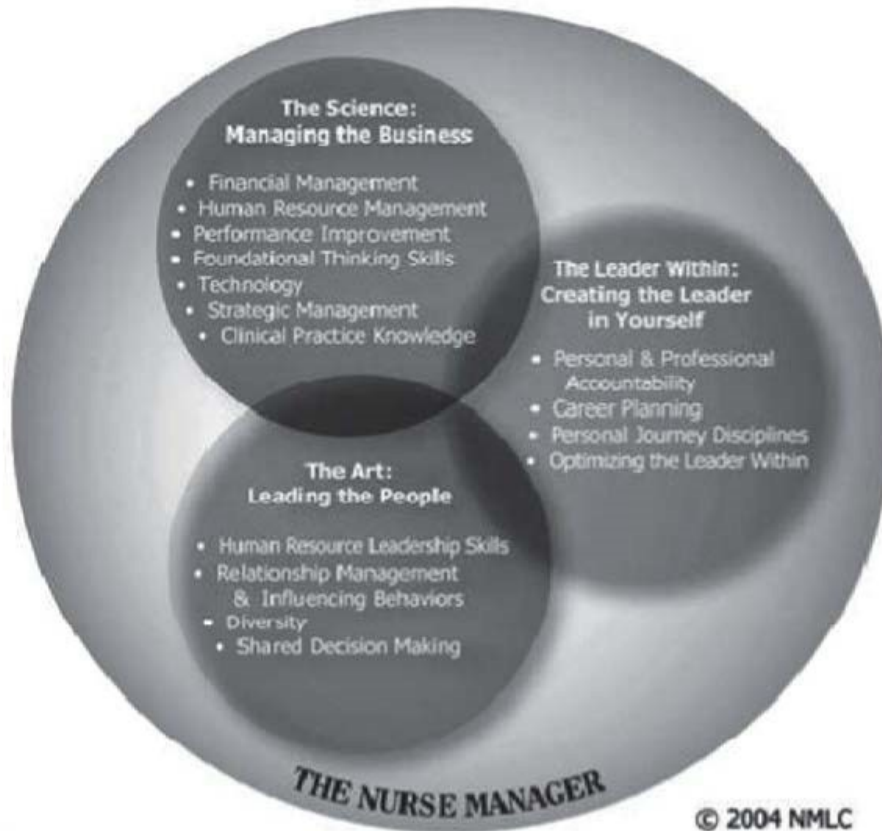 The Science:
Managing the Business
• Financial Management
• Human Resource Management
• Performance Improvement
• Foundational Thinking Skills
• Technology
• Strategic Management
• Clinical Practice Knowledge
The Leader Within:
Creating the Leader
in Yourself
• Personal & Professional
Accountability
• Career Planning
• Personal Journey Disciplines
• Optimizing the Leader Within
The Art:
Leading the People
• Human Resource Leadership Skills
• Relationship Management
& Influencing Behaviors
• Diversity
• Shared Decision Making
THE NURSE MANAGER
© 2004 NMLC